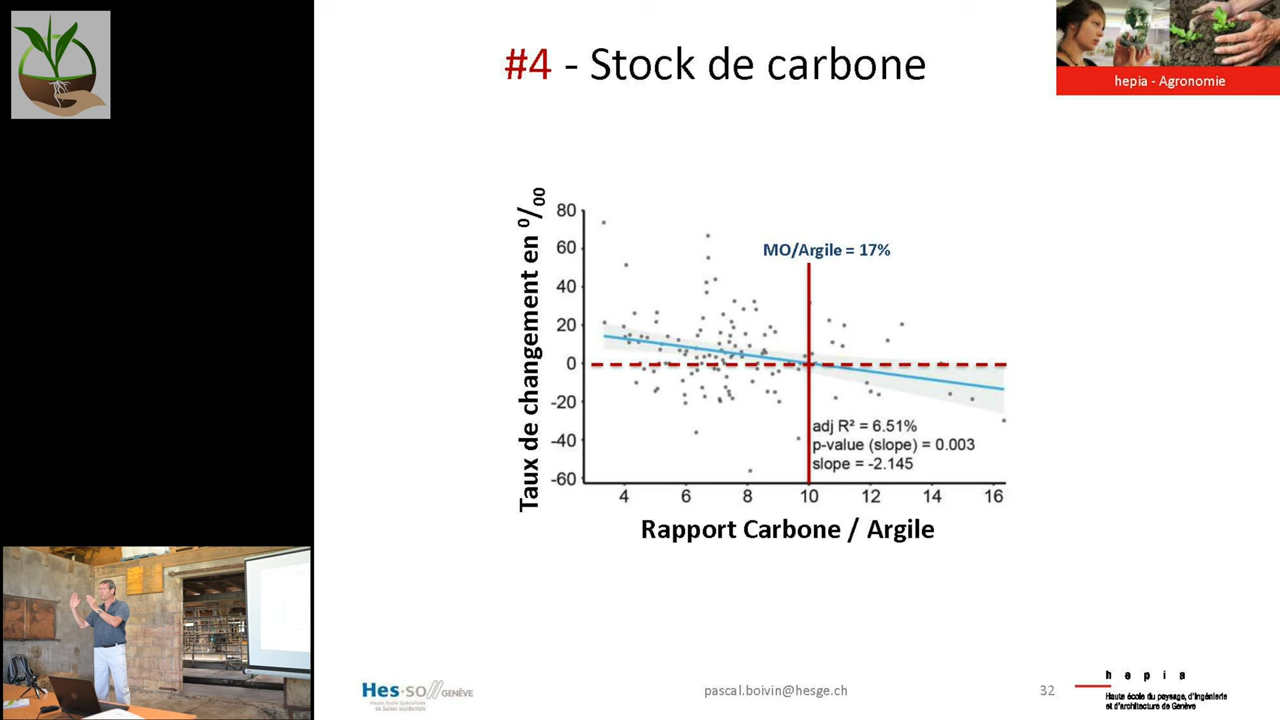 #4 - Stock de carbone
hepia - Agronomie
Taux de changement en ⁰/₀₀
80
60
40
20
0
-20
-40
-60
MO/Argile = 17%
adj R² = 6.51%
p-value (slope) = 0.003
slope = -2.145
4 6 8 10 12 14 16
Rapport Carbone / Argile
Hes·so// GENÈVE
Haute Ecole Spécialisée
de Suisse occidentale
pascal.boivin@hesge.ch
32
h e p i a
Haute école du paysage, d'ingénierie
et d'architecture de Genève